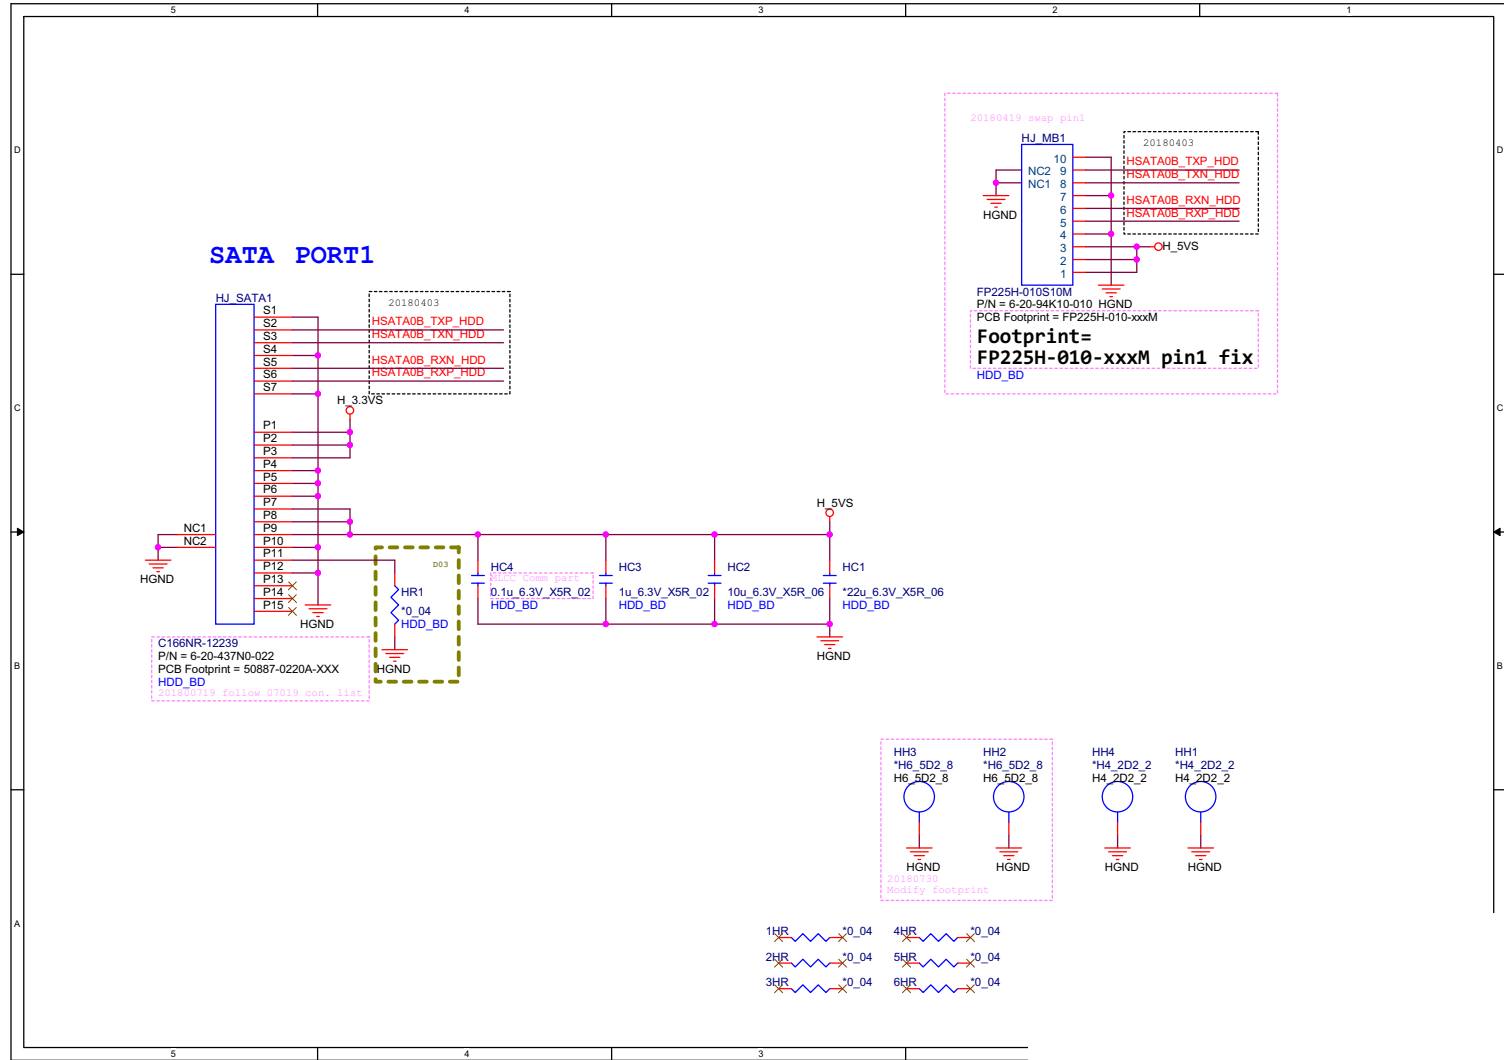 5 4 3 2 1
D D
C C
B B
A A
20180419 swap pin1
HJ_MB1
20180403
10
NC2 9 HSATA0B_TXP_HDD
NC1 8 HSATA0B_TXN_HDD
7
6 HSATA0B_RXN_HDD
5 HSATA0B_RXP_HDD
4
3 H_5VS
2
1
HGND
FP225H-010S10M
P/N = 6-20-94K10-010 HGND
PCB Footprint = FP225H-010-xxxM
Footprint=
FP225H-010-xxxM pin1 fix
HDD_BD
SATA PORT1
HJ_SATA1
20180403
S1
S2 HSATA0B_TXP_HDD
S3 HSATA0B_TXN_HDD
S4
S5 HSATA0B_RXN_HDD
S6 HSATA0B_RXP_HDD
S7
H_3.3VS
P1
P2
P3
P4
P5
P6
P7
P8
NC1 P9
NC2 P10
P11
P12
P13
P14
P15
HGND
HGND
H_5VS
D03
HR1
*0_04
HDD_BD
HGND
HC4
MLCC Comm part
0.1u_6.3V_X5R_02
HDD_BD
HC3
1u_6.3V_X5R_02
HDD_BD
HC2
10u_6.3V_X5R_06
HDD_BD
HC1
*22u_6.3V_X5R_06
HGND
C166NR-12239
P/N = 6-20-437N0-022
PCB Footprint = 50887-0220A-XXX
HDD_BD
201800719 follow 07019 con. list
HH3 HH2 HH4 HH1
*H6_5D2_8 *H6_5D2_8 *H4_2D2_2 *H4_2D2_2
H6_5D2_8 H6_5D2_8 H4_2D2_2 H4_2D2_2
HGND HGND HGND HGND
20180730
Modify footprint
1HR *0_04 4HR *0_04
2HR *0_04 5HR *0_04
3HR *0_04 6HR *0_04
5 4 3